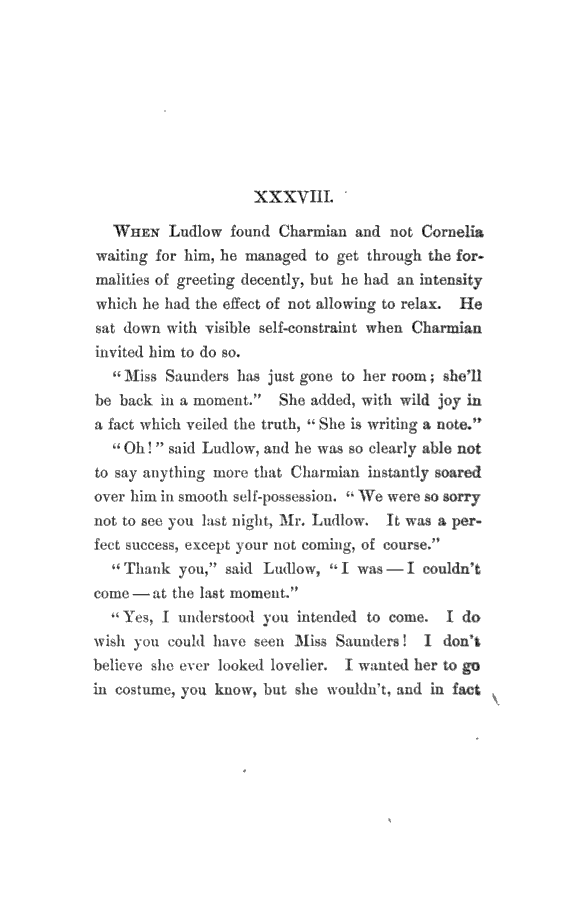 XXXVIII.
When Ludlow found Charmian and not Cornelia
waiting for him, he managed to get through the for-
malities of greeting decently, but he had an intensity
which he had the effect of not allowing to relax. He
sat down with visible self-constraint when Charmian
invited him to do so.
“Miss Saunders has just gone to her room; she’ll
be back in a moment.” She added, with wild joy in
a fact which veiled the truth, “She is writing a note.”
“Oh!” said Ludlow, and he was so clearly able not
to say anything more that Charmian instantly soared
over him in smooth self-possession. “We were so sorry
not to see you last night, Mr. Ludlow. It was a per-
fect success, except your not coming, of course.”
“Thank you,” said Ludlow, “I was — I couldn’t
come — at the last moment.”
“Yes, I understood you intended to come. I do
wish you could have seen Miss Saunders! I don’t
believe she ever looked lovelier. I wanted her to go
in costume, you know, but she wouldn’t, and in fact